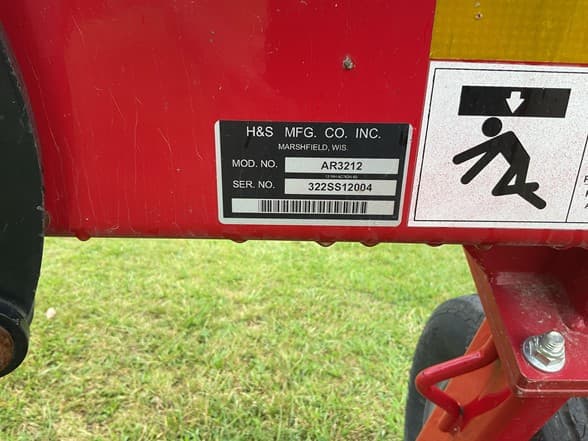 H&S MFG. CO. INC.
MARSHFIELD, WIS.
MOD. NO. AR3212
SER. NO. 322SS12004